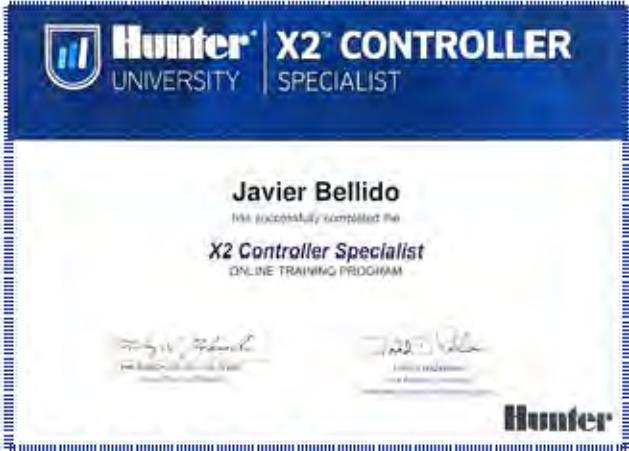 Hunter®
UNIVERSITY
X2™ CONTROLLER
SPECIALIST
Javier Bellido
has successfully completed the
X2 Controller Specialist
ONLINE TRAINING PROGRAM
Hunter